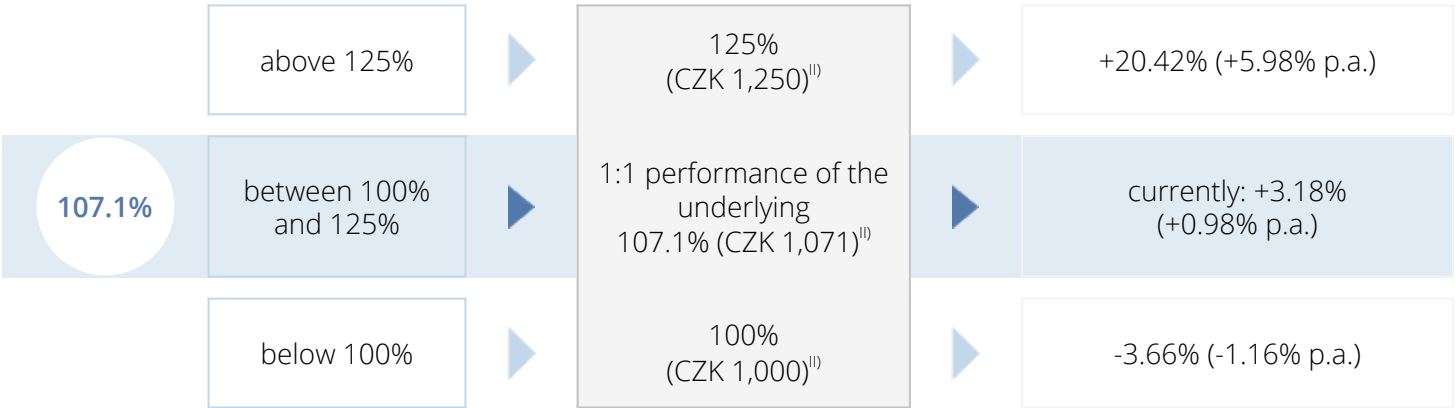 above 125%
125%
(CZK 1,250)II)
+20.42% (+5.98% p.a.)
107.1%
between 100%
and 125%
1:1 performance of the
underlying
107.1% (CZK 1,071)II)
currently: +3.18%
(+0.98% p.a.)
below 100%
100%
(CZK 1,000)II)
-3.66% (-1.16% p.a.)